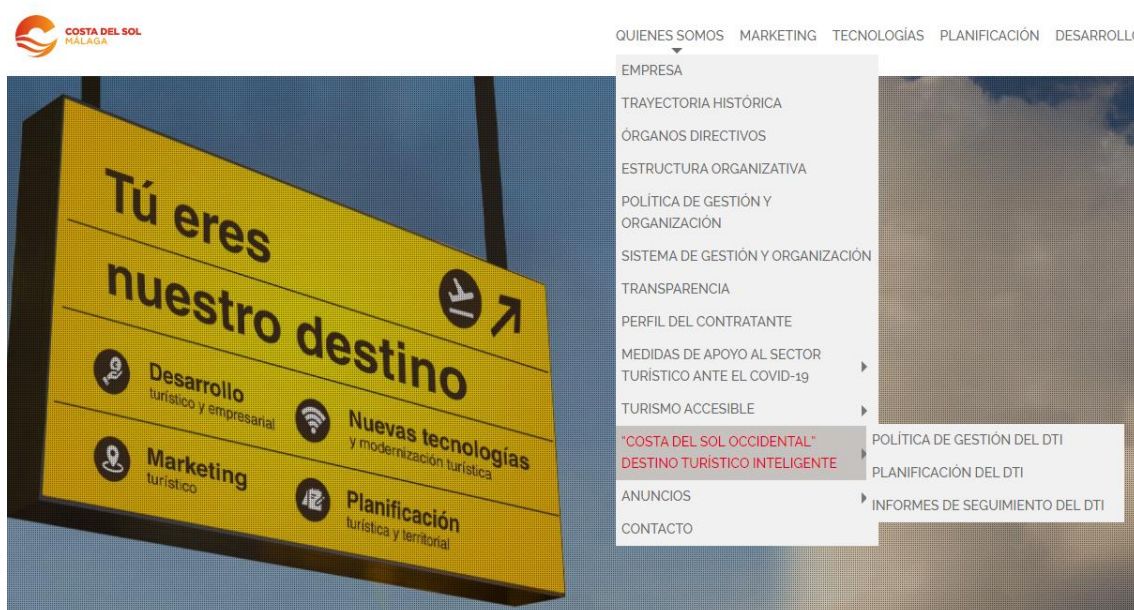 COSTA DEL SOL
MÁLAGA
QUIENES SOMOS MARKETING TECNOLOGÍAS PLANIFICACIÓN DESARROLLO
EMPRESA
TRAYECTORIA HISTÓRICA
ÓRGANOS DIRECTIVOS
ESTRUCTURA ORGANIZATIVA
POLÍTICA DE GESTIÓN Y
ORGANIZACIÓN
SISTEMA DE GESTIÓN Y ORGANIZACIÓN
TRANSPARENCIA
PERFIL DEL CONTRATANTE
MEDIDAS DE APOYO AL SECTOR
TURÍSTICO ANTE EL COVID-19
TURISMO ACCESIBLE
"COSTA DEL SOL OCCIDENTAL"
DESTINO TURÍSTICO INTELIGENTE
ANUNCIOS
CONTACTO
POLÍTICA DE GESTIÓN DEL DTI
PLANIFICACIÓN DEL DTI
INFORMES DE SEGUIMIENTO DEL DTI
Tú eres
nuestro destino
Desarrollo
turístico y empresarial
Nuevas tecnologías
y modernización turística
Marketing
turístico
Planificación
turística y territorial